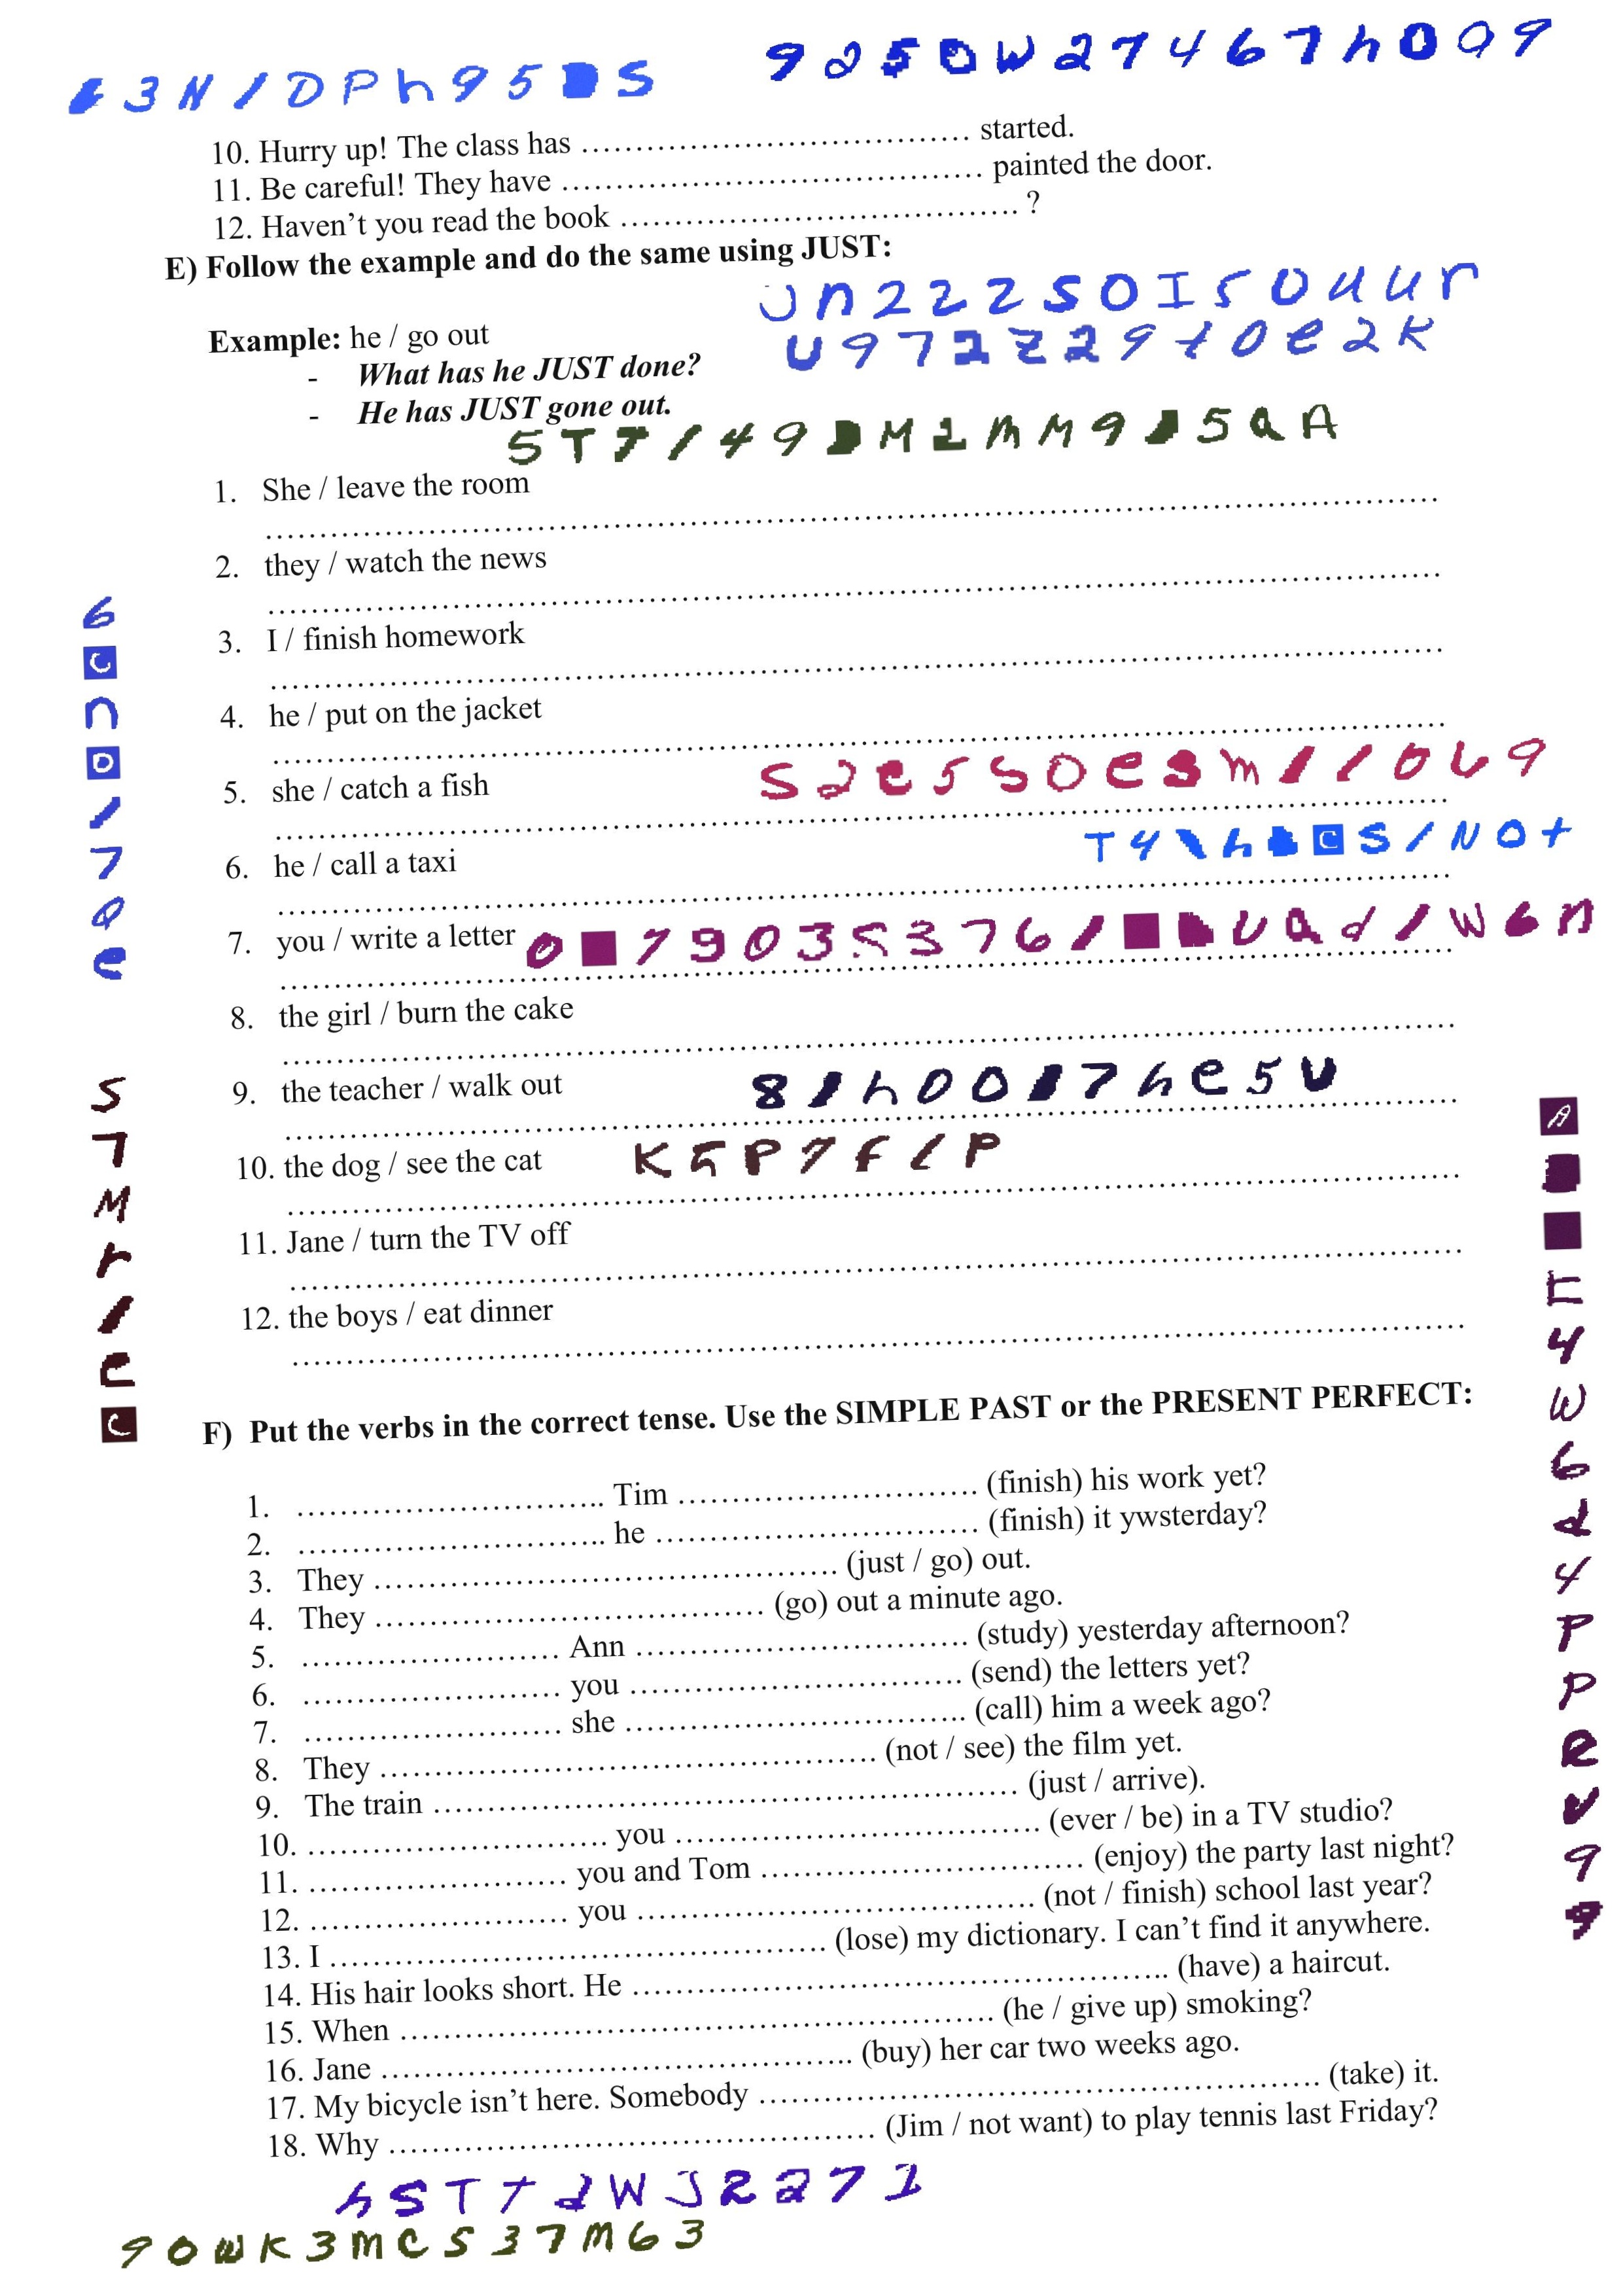 9250W27467h0Q9
10. Hurry up! The class has ………………………………… started.
11. Be careful! They have …………………………………… painted the door.
12. Haven’t you read the book ………………………………… ?
E) Follow the example and do the same using JUST:
Jn222SOISOUur
Example: he / go out
U972Z29t0e2K
- What has he JUST done?
- He has JUST gone out.
1. She / leave the room
……………………………………………………………………………………
2. they / watch the news
……………………………………………………………………………………
3. I / finish homework
……………………………………………………………………………………
4. he / put on the jacket
……………………………………………………………………………………
5. she / catch a fish
……………………………………………………………………………………
6. he / call a taxi
……………………………………………………………………………………
7. you / write a letter
……………………………………………………………………………………
8. the girl / burn the cake
……………………………………………………………………………………
9. the teacher / walk out
……………………………………………………………………………………
10. the dog / see the cat
……………………………………………………………………………………
11. Jane / turn the TV off
……………………………………………………………………………………
12. the boys / eat dinner
……………………………………………………………………………………
F) Put the verbs in the correct tense. Use the SIMPLE PAST or the PRESENT PERFECT:
1. ………………………… Tim ………………………… (finish) his work yet?
2. ………………………… he ………………………… (finish) it ywsterday?
3. They …………………………………… (just / go) out.
4. They ………………………………… (go) out a minute ago.
5. …………………… Ann ………………………… (study) yesterday afternoon?
6. …………………… you ………………………… (send) the letters yet?
7. …………………… she ………………………… (call) him a week ago?
8. They ………………………………………… (not / see) the film yet.
9. The train ………………………………………………… (just / arrive).
10. ………………………… you ……………………………… (ever / be) in a TV studio?
11. …………………… you and Tom ………………………… (enjoy) the party last night?
12. …………………… you ………………………………… (not / finish) school last year?
13. I ………………………………………… (lose) my dictionary. I can’t find it anywhere.
14. His hair looks short. He …………………………………………… (have) a haircut.
15. When ………………………………………………… (he / give up) smoking?
16. Jane ……………………………………… (buy) her car two weeks ago.
17. My bicycle isn’t here. Somebody ……………………………………………… (take) it.
18. Why ………………………………………… (Jim / not want) to play tennis last Friday?
hSTTdWJ2271
90WK3mCS37M63